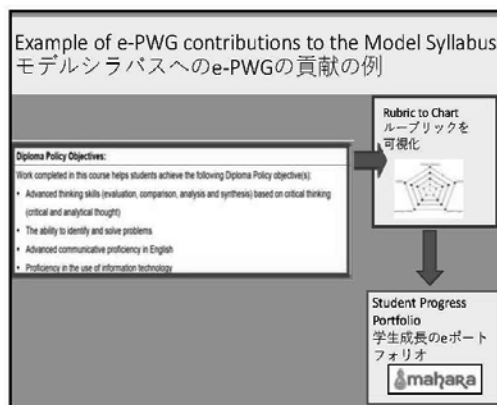 Example of e-PWG contributions to the Model Syllabus
モデルシラバスへのe-PWGの貢献の例
Rubric to Chart
ルーブリックを
可視化
Diploma Policy Objectives:
Work completed in this course helps students achieve the following Diploma Policy objective(s):
• Advanced thinking skills (evaluation, comparison, analysis and synthesis) based on critical thinking
(critical and analytical thought)
• The ability to identify and solve problems
• Advanced communicative proficiency in English
• Proficiency in the use of information technology
Student Progress
Portfolio
学生成長のeポート
フォリオ
mahara